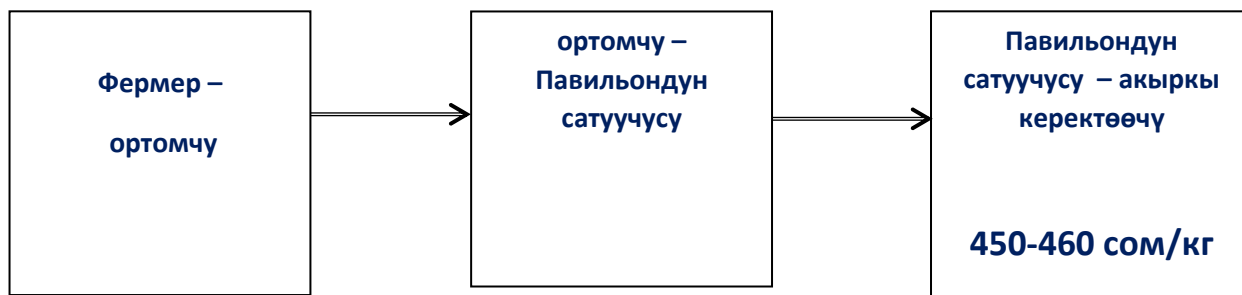 Фермер –
ортомчу
ортомчу –
Павильондун
сатуучусу
Павильондун
сатуучусу – акыркы
керектөөчү
450-460 сом/кг